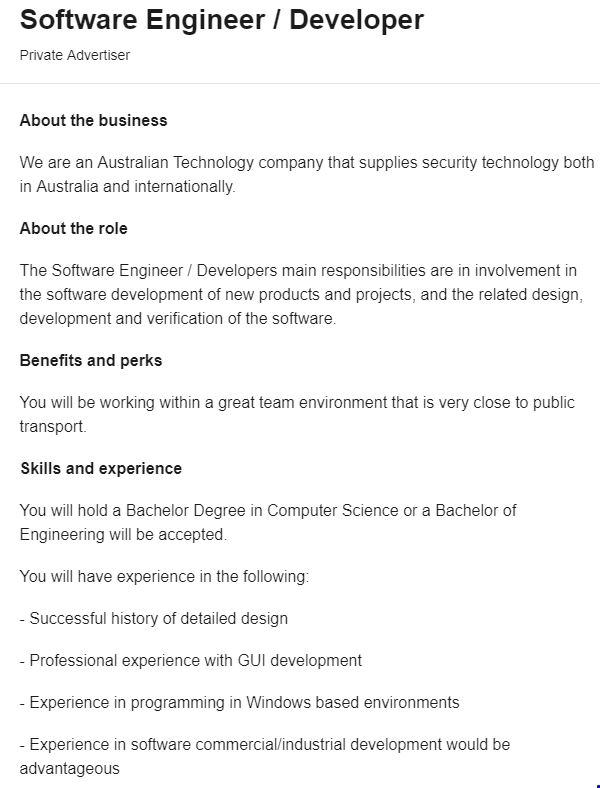 Software Engineer / Developer
Private Advertiser
About the business
We are an Australian Technology company that supplies security technology both
in Australia and internationally.
About the role
The Software Engineer / Developers main responsibilities are in involvement in
the software development of new products and projects, and the related design,
development and verification of the software.
Benefits and perks
You will be working within a great team environment that is very close to public
transport.
Skills and experience
You will hold a Bachelor Degree in Computer Science or a Bachelor of
Engineering will be accepted.
You will have experience in the following:
- Successful history of detailed design
- Professional experience with GUI development
- Experience in programming in Windows based environments
- Experience in software commercial/industrial development would be
advantageous